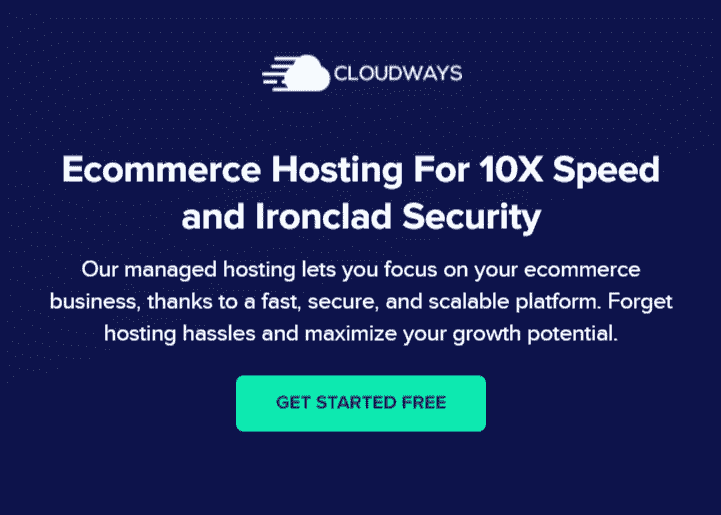 CLOUDWAYS
Ecommerce Hosting For 10X Speed
and Ironclad Security
Our managed hosting lets you focus on your ecommerce
business, thanks to a fast, secure, and scalable platform. Forget
hosting hassles and maximize your growth potential.
GET STARTED FREE